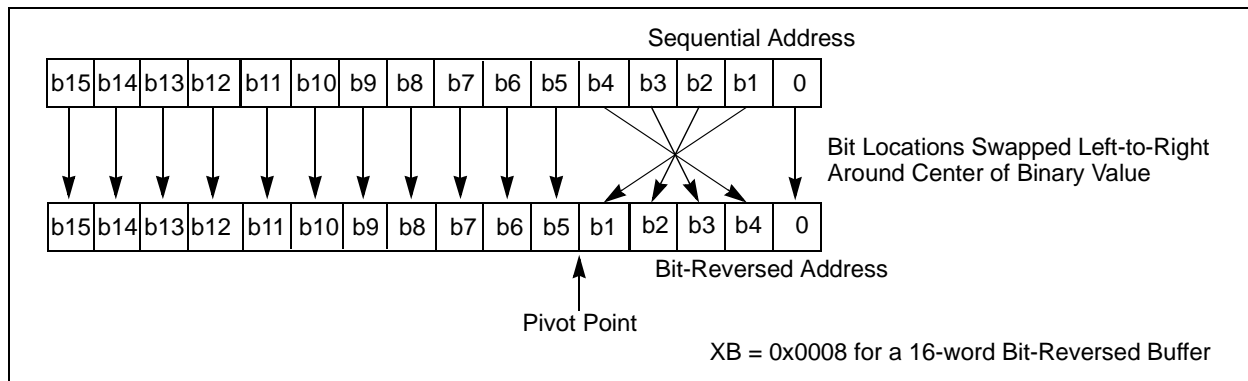 Sequential Address
b15 b14 b13 b12 b11 b10 b9 b8 b7 b6 b5 b4 b3 b2 b1 0
Bit Locations Swapped Left-to-Right
Around Center of Binary Value
b15 b14 b13 b12 b11 b10 b9 b8 b7 b6 b5 b1 b2 b3 b4 0
Bit-Reversed Address
Pivot Point
XB = 0x0008 for a 16-word Bit-Reversed Buffer